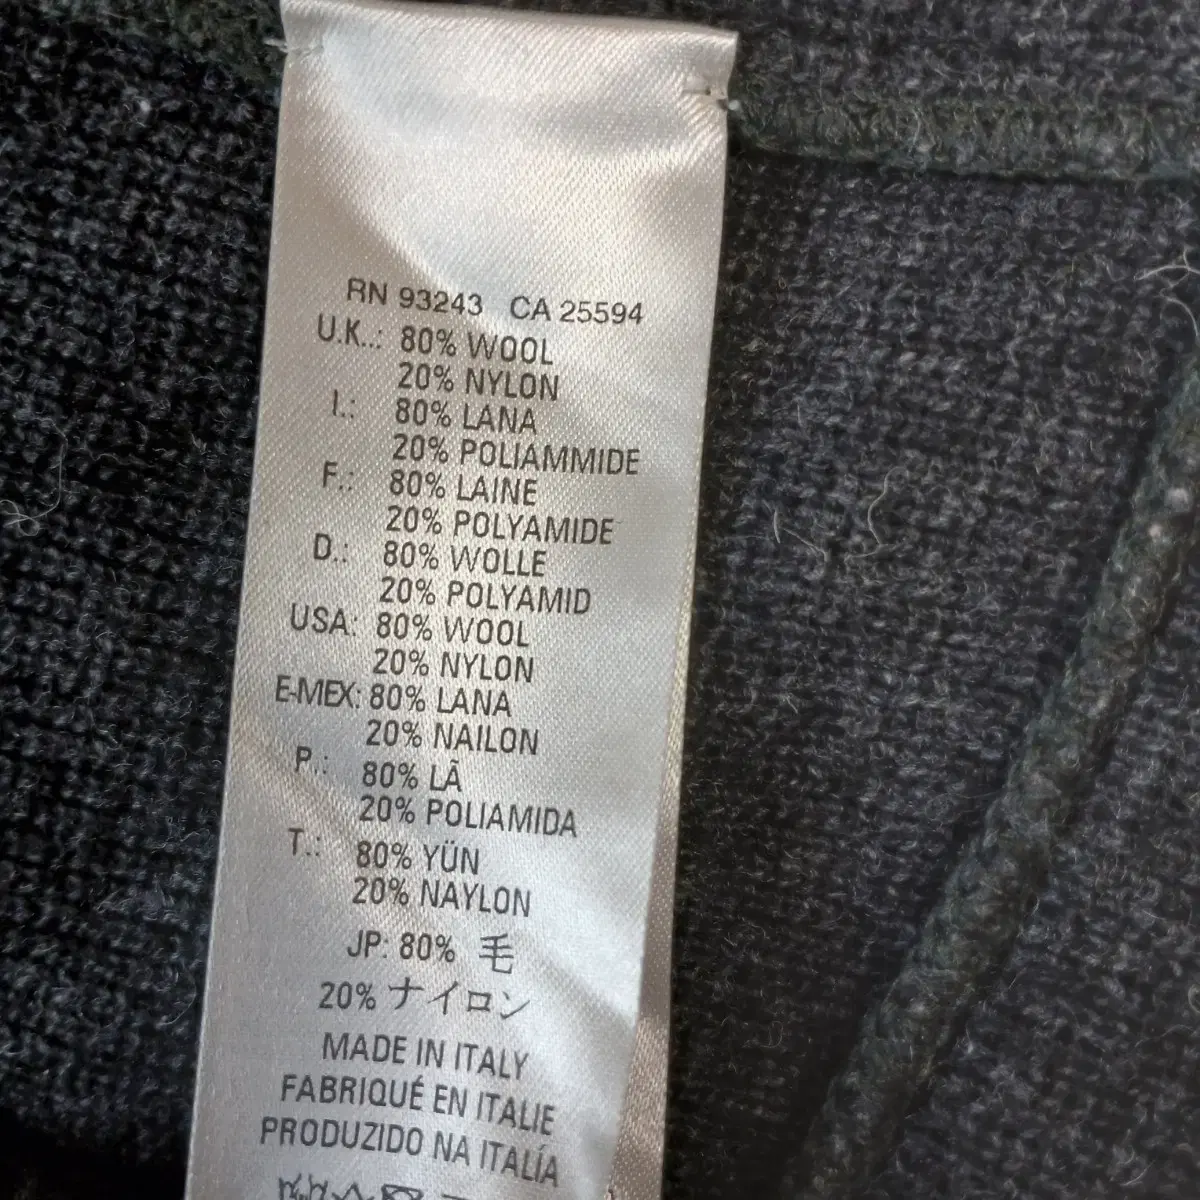 RN 93243 CA 25594
U.K..: 80% WOOL
20% NYLON
I.: 80% LANA
20% POLIAMMIDE
F.: 80% LAINE
20% POLYAMIDE
D.: 80% WOLLE
20% POLYAMID
USA: 80% WOOL
20% NYLON
E-MEX: 80% LANA
20% NAILON
P.: 80% LÃ
20% POLIAMIDA
T.: 80% YÜN
20% NAYLON
JP: 80% 毛
20% ナイロン
MADE IN ITALY
FABRIQUÉ EN ITALIE
PRODUZIDO NA ITALÍA